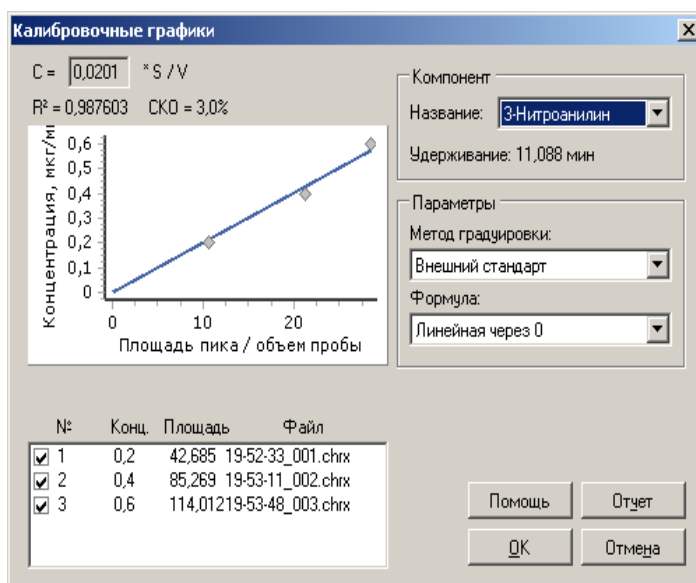 Калибровочные графики
C = 0,0201 * S / V
R² = 0,987603 СКО = 3,0%
Концентрация, мкг/мл
0,6
0,5
0,4
0,3
0,2
0,1
0
0 10 20
Площадь пика / объем пробы
Компонент
Название: 3-Нитроанилин
Удерживание: 11,088 мин
Параметры
Метод градуировки:
Внешний стандарт
Формула:
Линейная через 0
№ Конц. Площадь Файл
1 0,2 42,685 19-52-33_001.chrx
2 0,4 85,269 19-53-11_002.chrx
3 0,6 114,01219-53-48_003.chrx
Помощь Отчет
OK Отмена